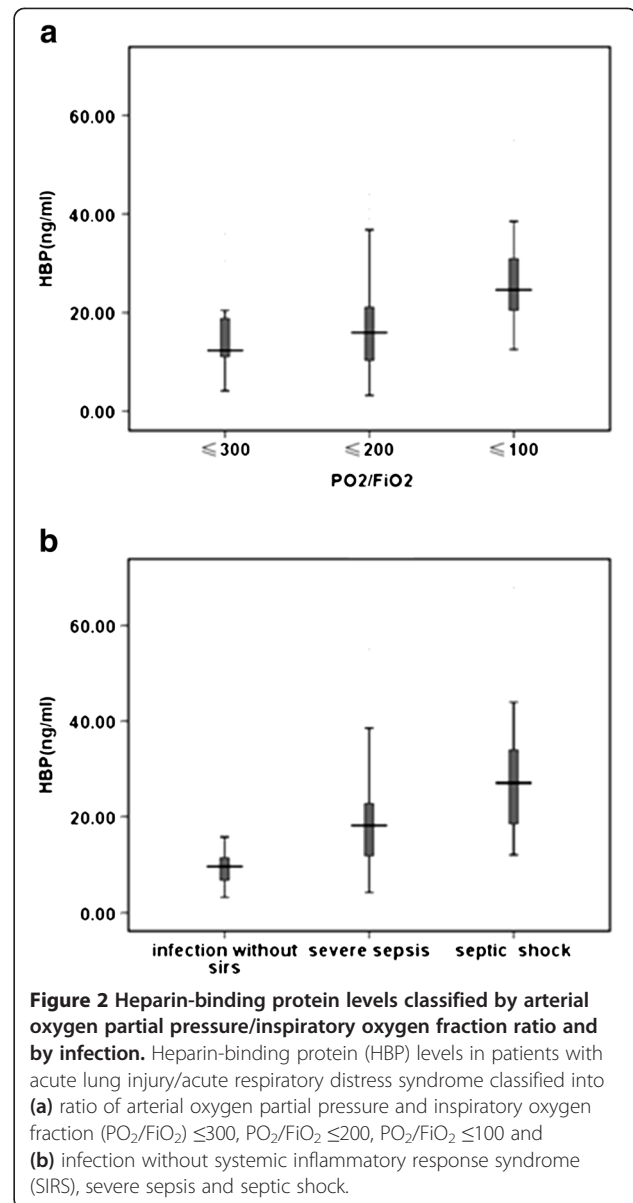 a
60.00
40.00
20.00
0.00
HBP(ng/ml)
≤300 ≤200 ≤100
PO2/FiO2
b
60.00
40.00
20.00
0.00
HBP(ng/ml)
infection without severe sepsis septic shock
sirs
Figure 2 Heparin-binding protein levels classified by arterial
oxygen partial pressure/inspiratory oxygen fraction ratio and
by infection. Heparin-binding protein (HBP) levels in patients with
acute lung injury/acute respiratory distress syndrome classified into
(a) ratio of arterial oxygen partial pressure and inspiratory oxygen
fraction (PO₂/FiO₂) ≤300, PO₂/FiO₂ ≤200, PO₂/FiO₂ ≤100 and
(b) infection without systemic inflammatory response syndrome
(SIRS), severe sepsis and septic shock.